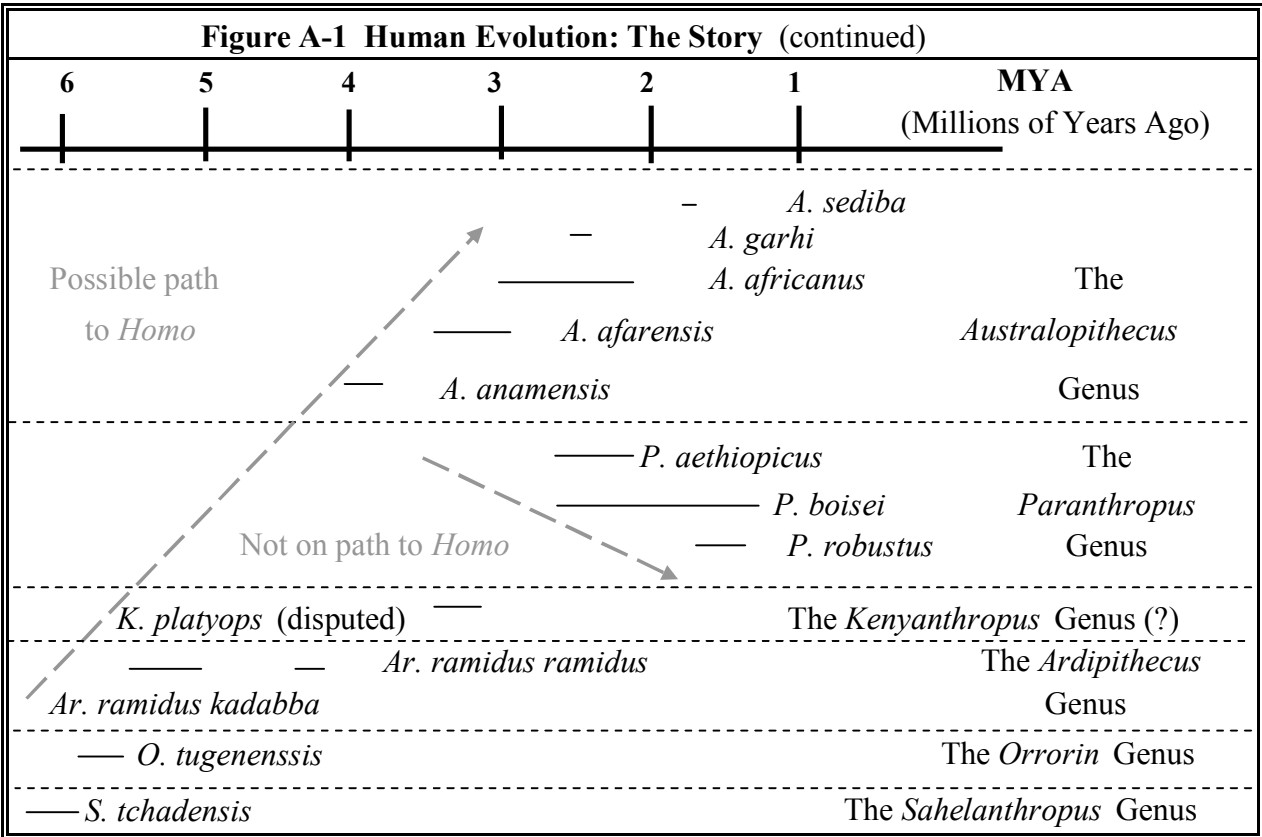 Figure A-1 Human Evolution: The Story (continued)
6 5 4 3 2 1 MYA
(Millions of Years Ago)
A. sediba
A. garhi
Possible path A. africanus The
to Homo A. afarensis Australopithecus
A. anamensis Genus
P. aethiopicus The
P. boisei Paranthropus
Not on path to Homo P. robustus Genus
K. platyops (disputed) The Kenyanthropus Genus (?)
Ar. ramidus ramidus The Ardipithecus
Ar. ramidus kadabba Genus
O. tugenenssis The Orrorin Genus
S. tchadensis The Sahelanthropus Genus